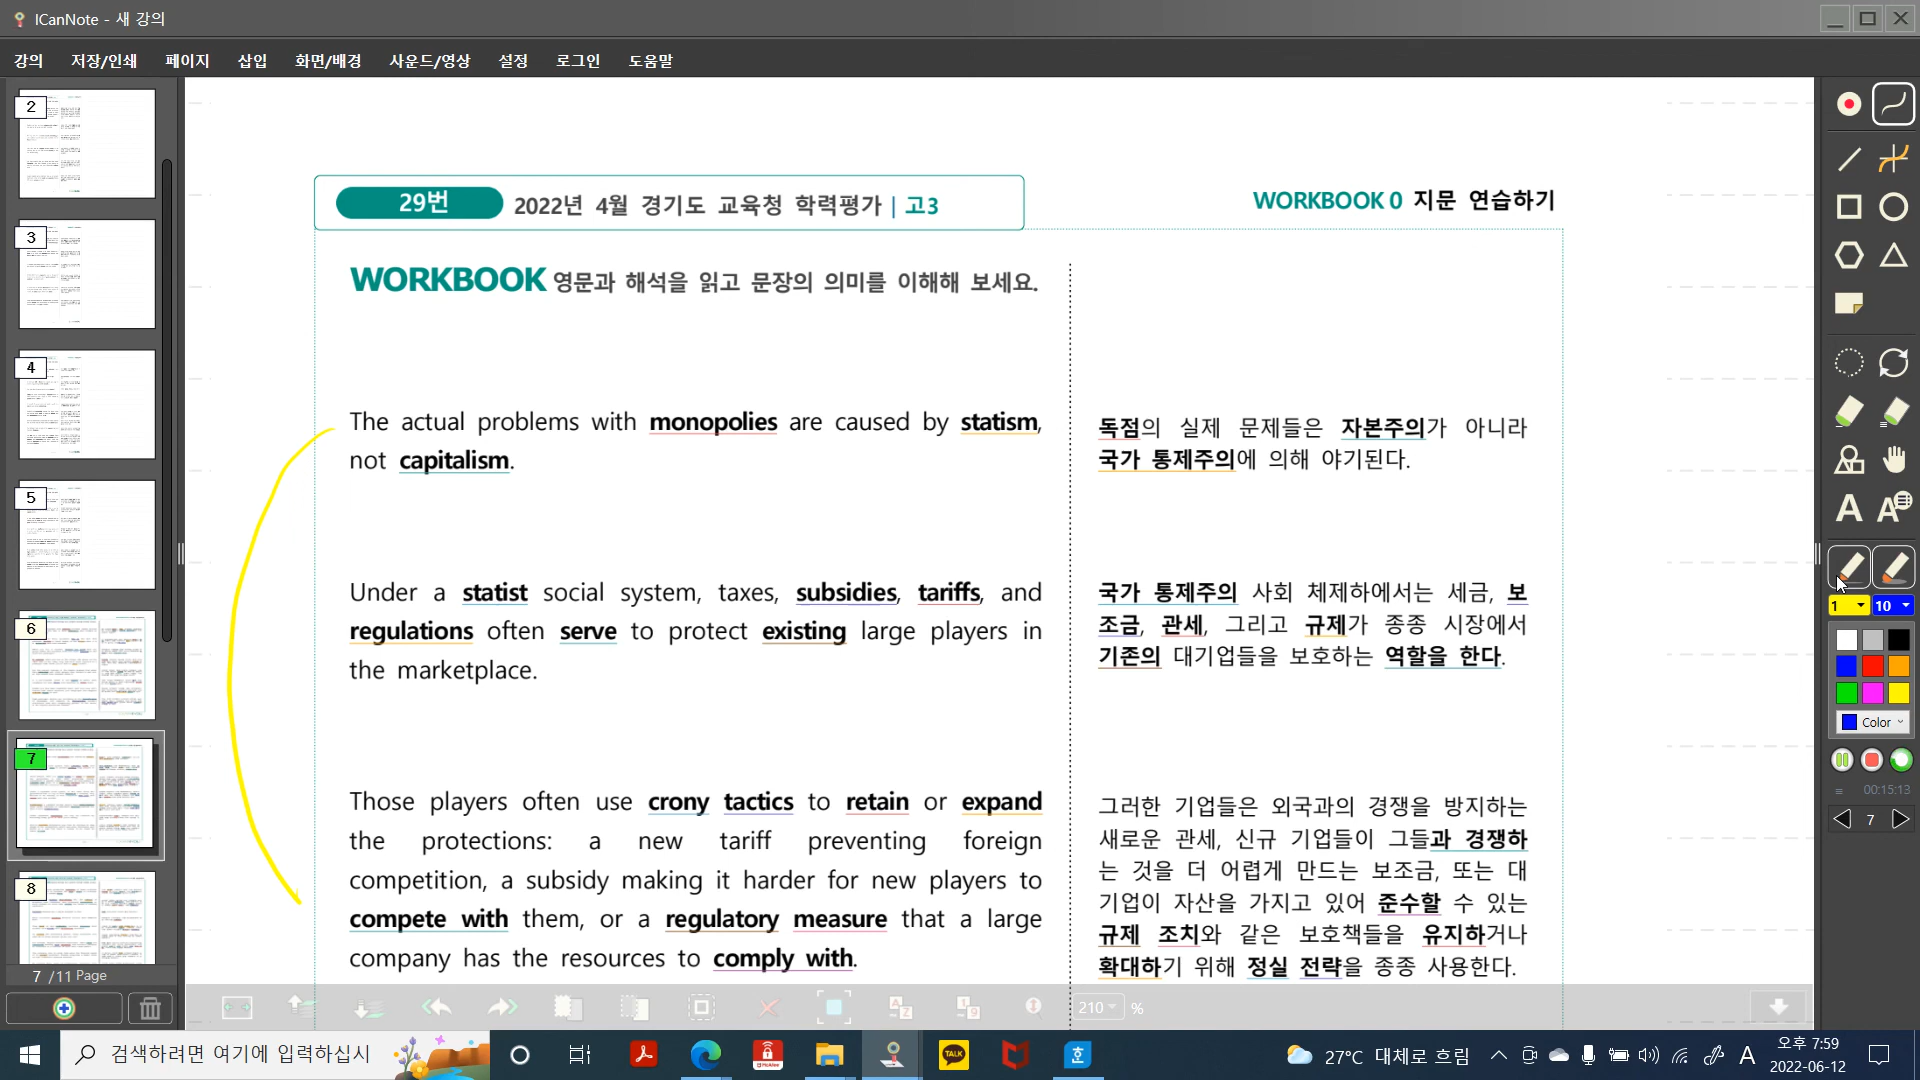 ICanNote - 새 강의
강의 저장/인쇄 페이지 삽입 화면/배경 사운드/영상 설정 로그인 도움말
2
3
4
5
6
7
8
7 /11 Page
29번 2022년 4월 경기도 교육청 학력평가 | 고3
WORKBOOK 0 지문 연습하기
WORKBOOK 영문과 해석을 읽고 문장의 의미를 이해해 보세요.
The actual problems with monopolies are caused by statism,
not capitalism.
독점의 실제 문제들은 자본주의가 아니라
국가 통제주의에 의해 야기된다.
Under a statist social system, taxes, subsidies, tariffs, and
regulations often serve to protect existing large players in
the marketplace.
국가 통제주의 사회 체제하에서는 세금, 보
조금, 관세, 그리고 규제가 종종 시장에서
기존의 대기업들을 보호하는 역할을 한다.
Those players often use crony tactics to retain or expand
the protections: a new tariff preventing foreign
competition, a subsidy making it harder for new players to
compete with them, or a regulatory measure that a large
company has the resources to comply with.
그러한 기업들은 외국과의 경쟁을 방지하는
새로운 관세, 신규 기업들이 그들과 경쟁하
는 것을 더 어렵게 만드는 보조금, 또는 대
기업이 자산을 가지고 있어 준수할 수 있는
규제 조치와 같은 보호책들을 유지하거나
확대하기 위해 정실 전략을 종종 사용한다.
210 %
A A
1 10
Color
00:15:13
7
검색하려면 여기에 입력하십시
McAfee
TALK
호
27°C 대체로 흐림
A
오후 7:59
2022-06-12